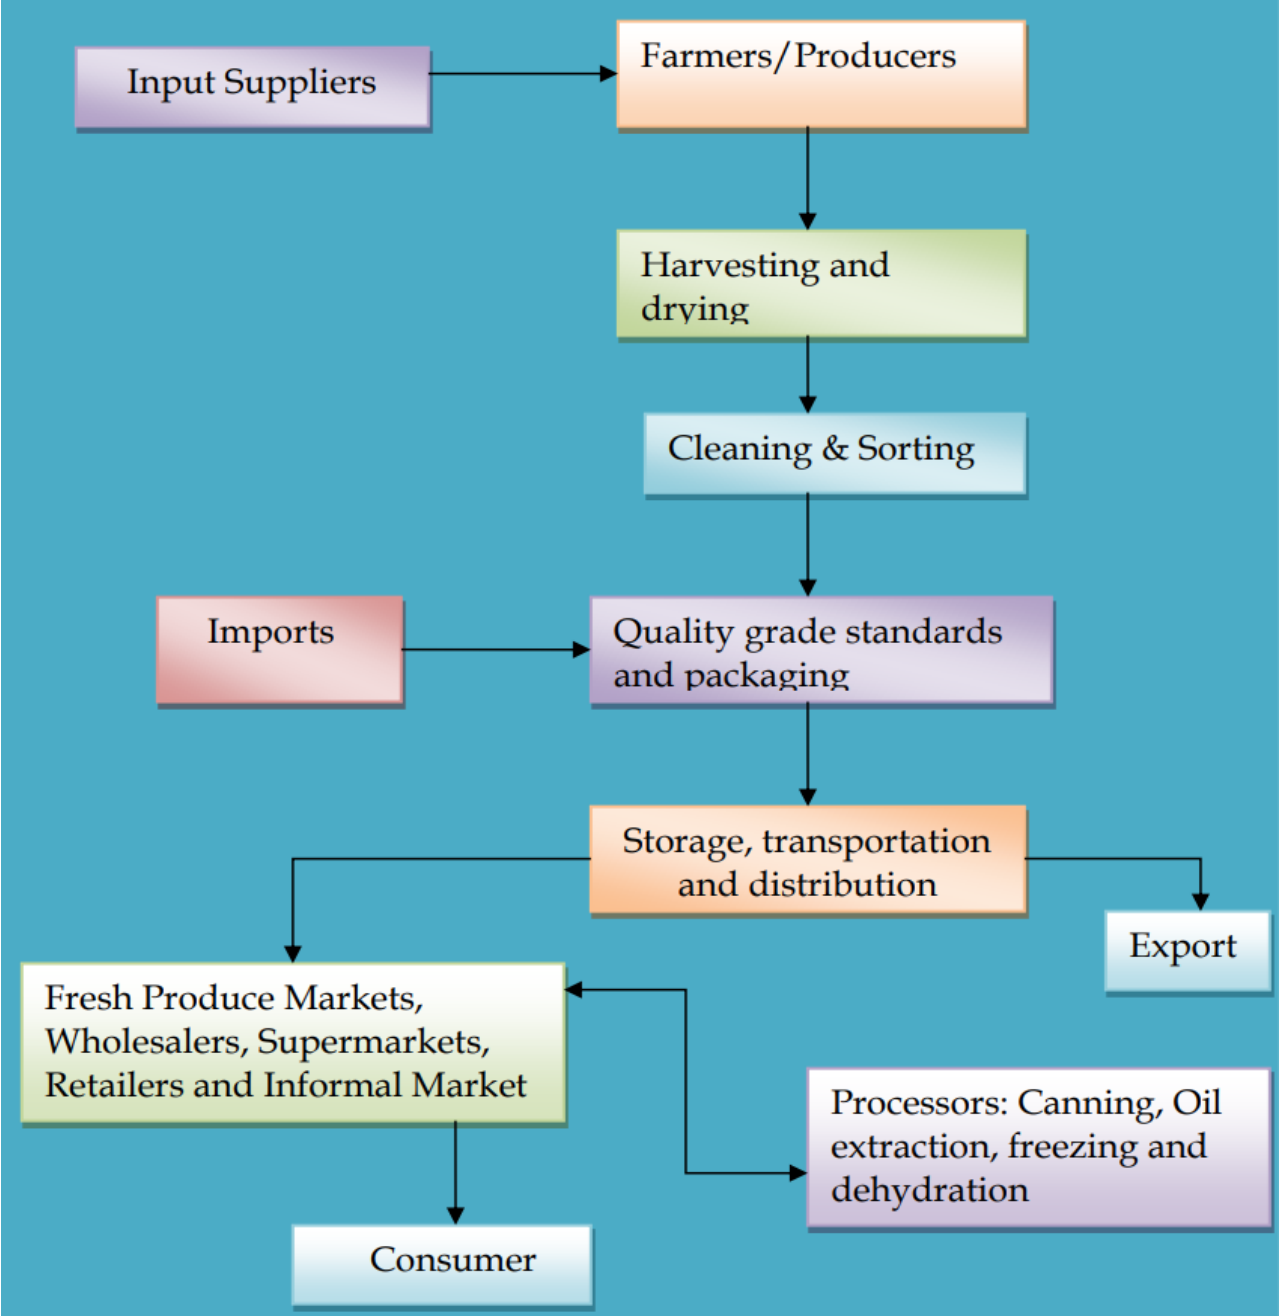 Input Suppliers
Farmers/Producers
Harvesting and
drying
Cleaning & Sorting
Imports
Quality grade standards
and packaging
Storage, transportation
and distribution
Export
Fresh Produce Markets,
Wholesalers, Supermarkets,
Retailers and Informal Market
Processors: Canning, Oil
extraction, freezing and
dehydration
Consumer